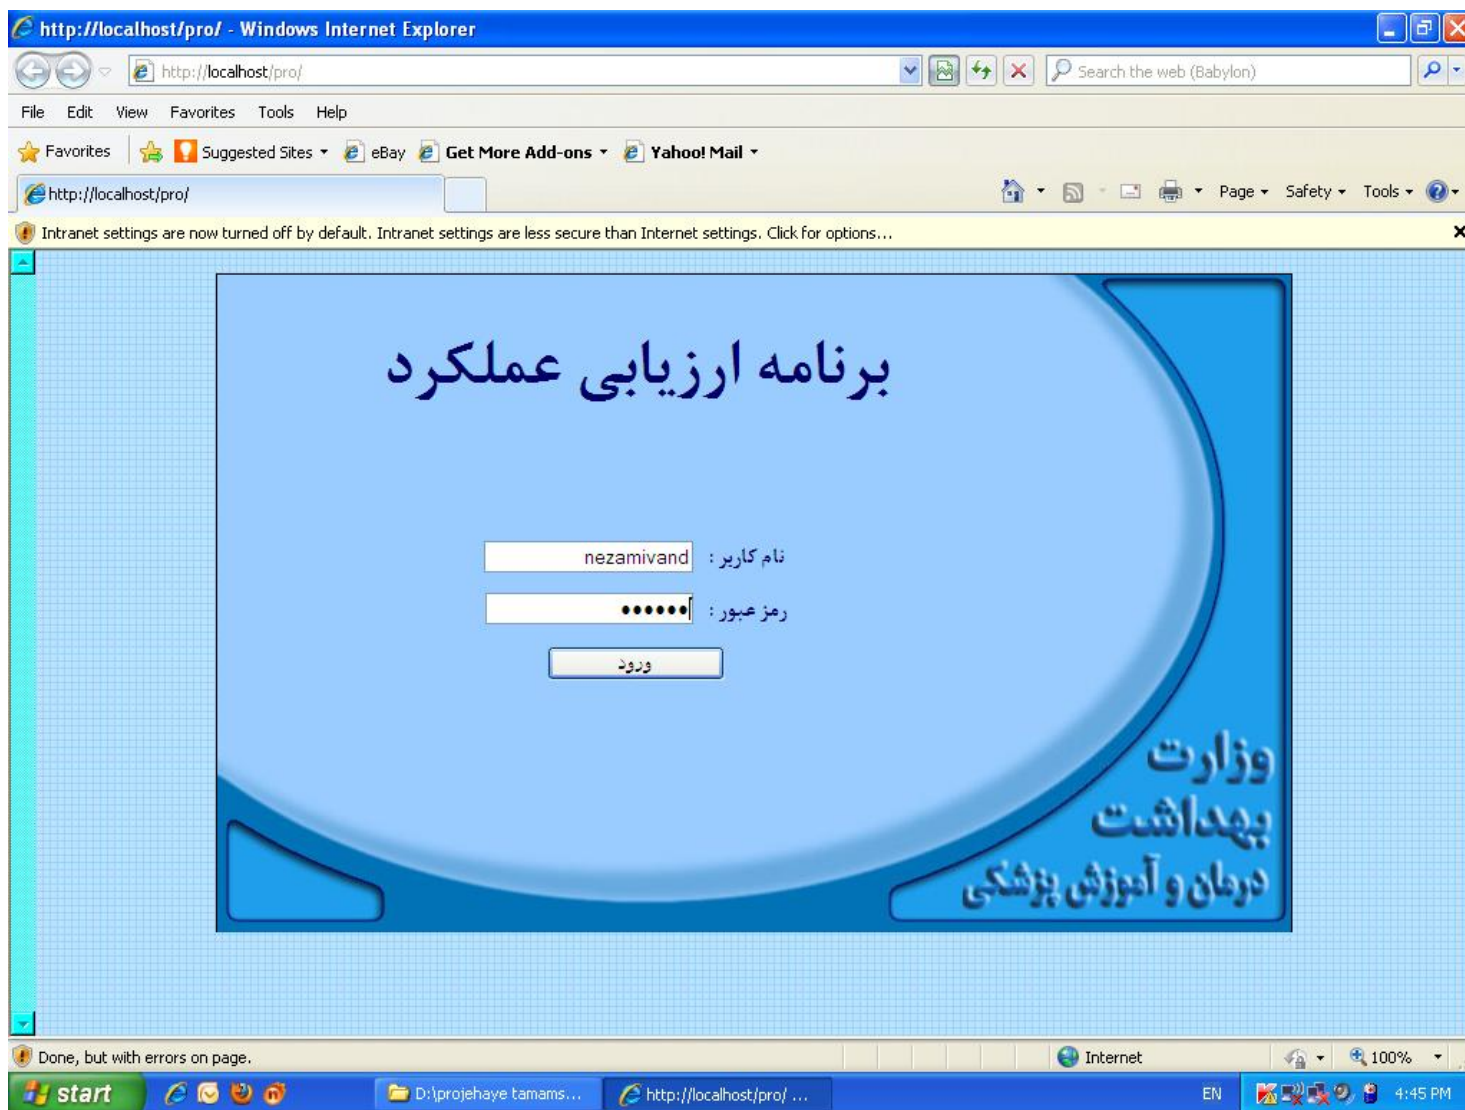 http://localhost/pro/ - Windows Internet Explorer
http://localhost/pro/
Search the web (Babylon)
File Edit View Favorites Tools Help
Favorites Suggested Sites eBay Get More Add-ons Yahoo! Mail
http://localhost/pro/
Page Safety Tools
Intranet settings are now turned off by default. Intranet settings are less secure than Internet settings. Click for options...
برنامه ارزیابی عملکرد
نام کاربر : nezamivand
رمز عبور : ••••••
ورود
وزارت
بهداشت
درمان و آموزش پزشکی
Done, but with errors on page.
Internet
100%
start
D:\projehaye tamams...
http://localhost/pro/ ...
EN
4:45 PM